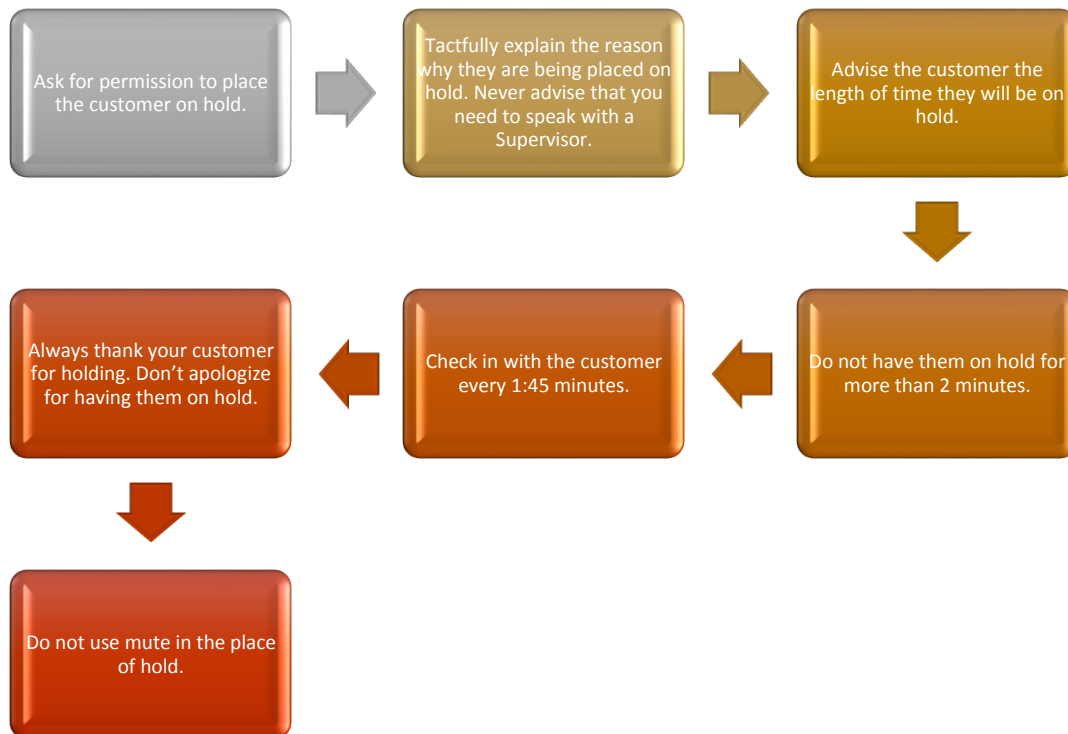 Ask for permission to place
the customer on hold.
Tactfully explain the reason
why they are being placed on
hold. Never advise that you
need to speak with a
Supervisor.
Advise the customer the
length of time they will be on
hold.
Do not have them on hold for
more than 2 minutes.
Check in with the customer
every 1:45 minutes.
Always thank your customer
for holding. Don’t apologize
for having them on hold.
Do not use mute in the place
of hold.